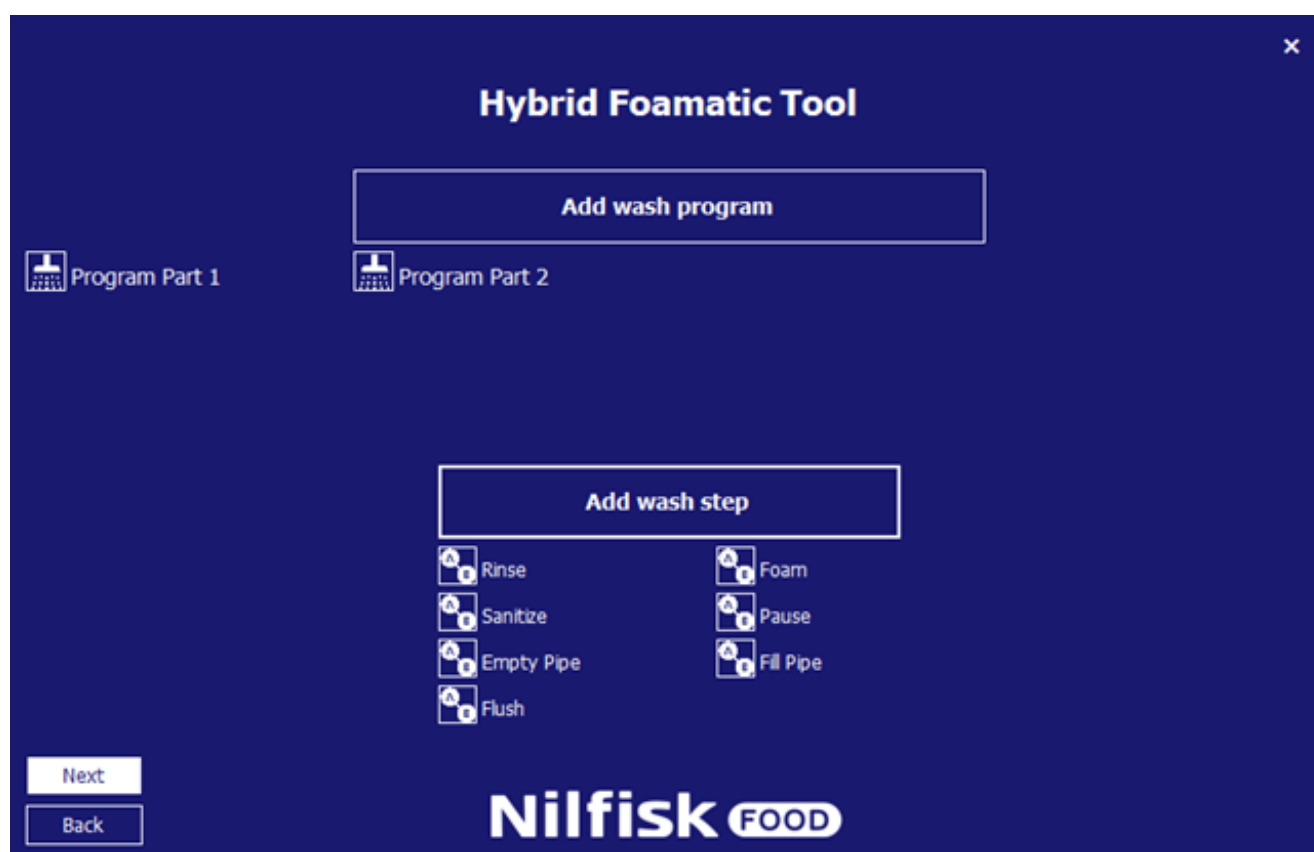 ×
Hybrid Foamatic Tool
Add wash program
Program Part 1 Program Part 2
Add wash step
Rinse Foam
Sanitize Pause
Empty Pipe Fill Pipe
Flush
Next
Back
Nilfisk FOOD